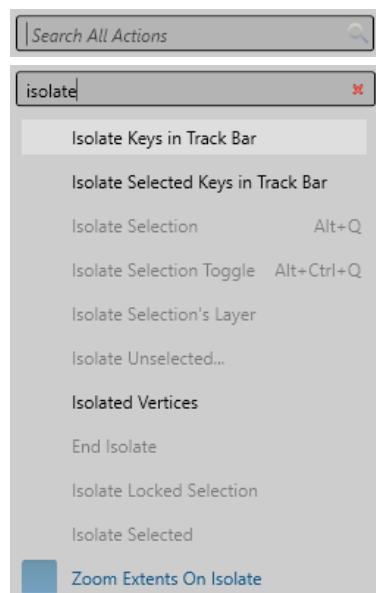 Search All Actions
isolate
Isolate Keys in Track Bar
Isolate Selected Keys in Track Bar
Isolate Selection Alt+Q
Isolate Selection Toggle Alt+Ctrl+Q
Isolate Selection's Layer
Isolate Unselected...
Isolated Vertices
End Isolate
Isolate Locked Selection
Isolate Selected
Zoom Extents On Isolate